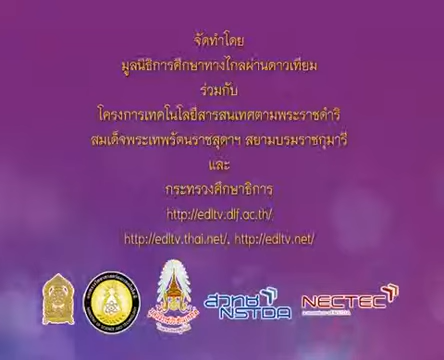 จัดทำโดย
มูลนิธิการศึกษาทางไกลผ่านดาวเทียม
ร่วมกับ
โครงการเทคโนโลยีสารสนเทศตามพระราชดำริ
สมเด็จพระเทพรัตนราชสุดาฯ สยามบรมราชกุมารี
และ
กระทรวงศึกษาธิการ
http://edltv.dlf.ac.th/
http://edltv.thai.net/, http://edltv.net/
สวทช NECTEC
NSTDA